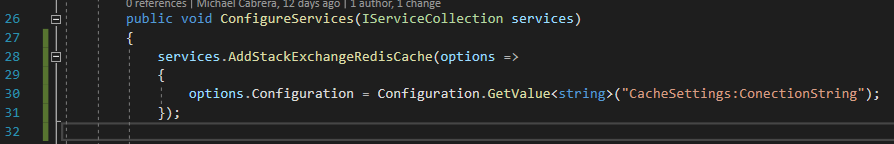 0 references | Michael Cabrera, 12 days ago | 1 author, 1 change
26 public void ConfigureServices(IServiceCollection services)
27 {
28 services.AddStackExchangeRedisCache(options =>
29 {
30 options.Configuration = Configuration.GetValue<string>("CacheSettings:ConectionString");
31 });
32